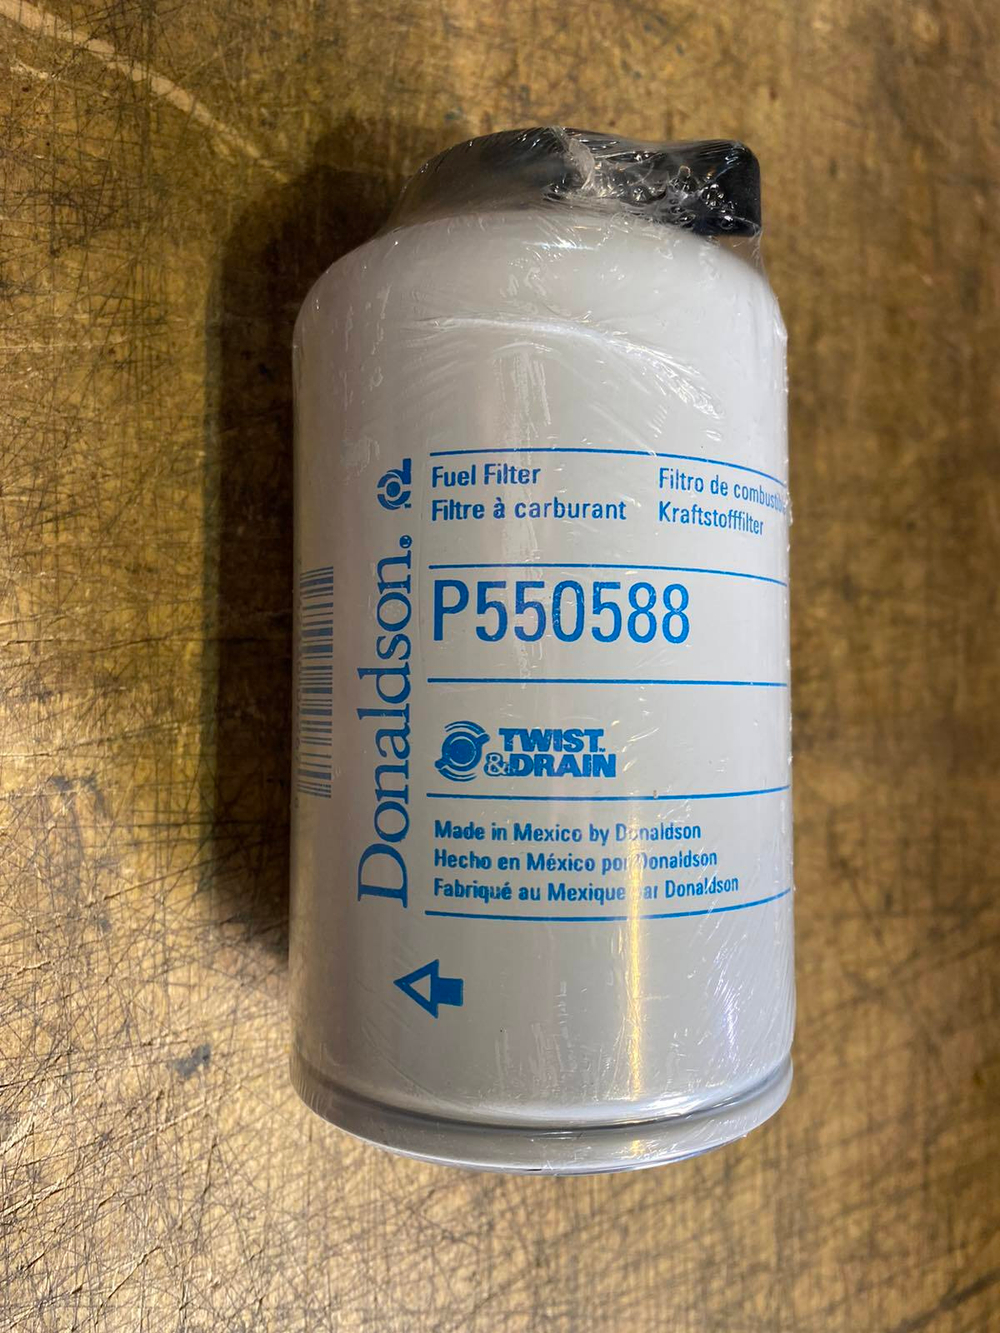 Donaldson.®
Fuel Filter
Filtre à carburant
Filtro de combustible
Kraftstofffilter
P550588
TWIST
&DRAIN
Made in Mexico by Donaldson
Hecho en México por Donaldson
Fabriqué au Mexique par Donaldson